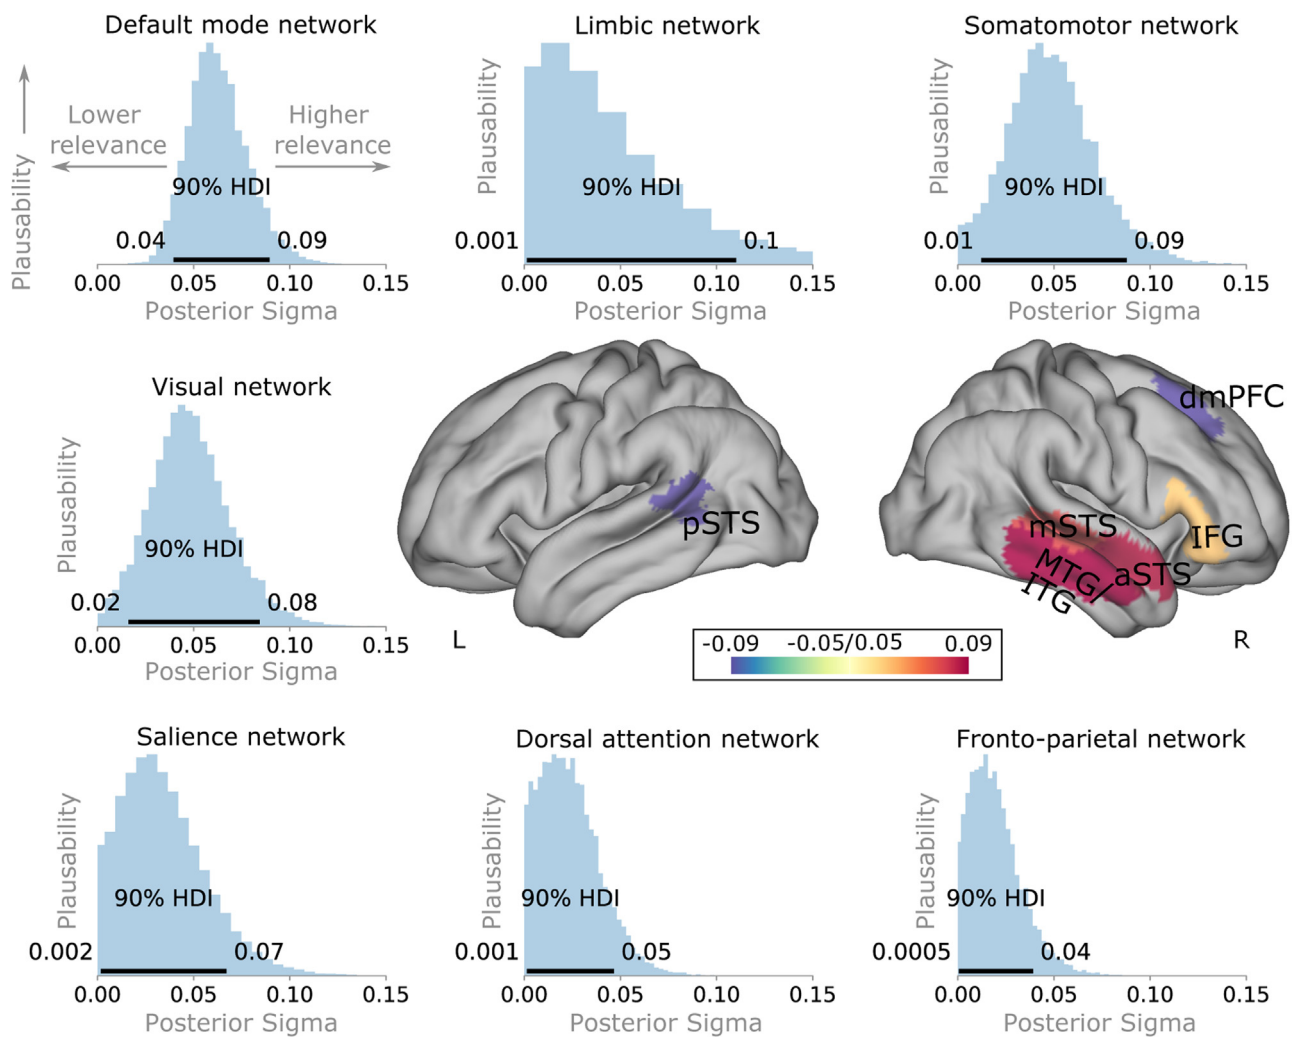 Default mode network
Plausability
Lower
relevance
Higher
relevance
90% HDI
0.04
0.09
0.00 0.05 0.10 0.15
Posterior Sigma
Limbic network
Plausability
90% HDI
0.001
0.1
0.00 0.05 0.10 0.15
Posterior Sigma
Somatomotor network
Plausability
90% HDI
0.01
0.09
0.00 0.05 0.10 0.15
Posterior Sigma
Visual network
Plausability
90% HDI
0.02
0.08
0.00 0.05 0.10 0.15
Posterior Sigma
pSTS
L
dmPFC
IFG
mSTS
aSTS
MTG/
ITG
R
-0.09 -0.05/0.05 0.09
Salience network
Plausability
90% HDI
0.002
0.07
0.00 0.05 0.10 0.15
Posterior Sigma
Dorsal attention network
Plausability
90% HDI
0.001
0.05
0.00 0.05 0.10 0.15
Posterior Sigma
Fronto-parietal network
Plausability
90% HDI
0.0005
0.04
0.00 0.05 0.10 0.15
Posterior Sigma